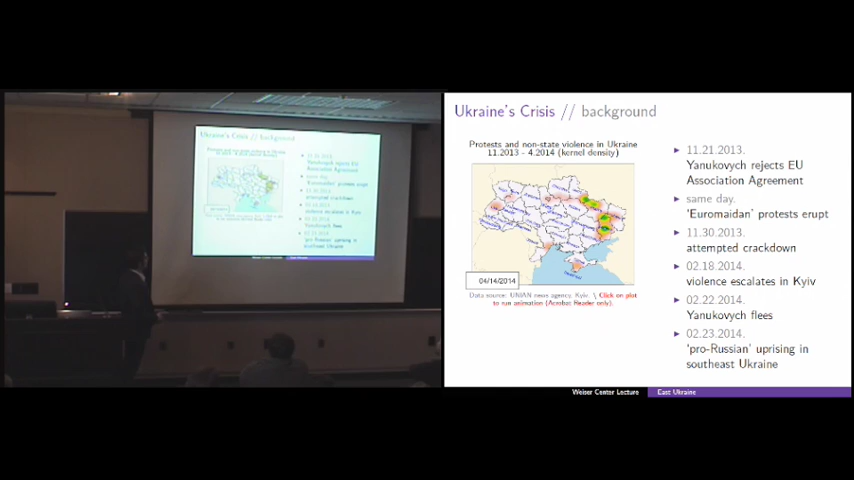 Ukraine's Crisis // background
Protests and non-state violence in Ukraine
11.2013 – 4.2014 (kernel density)
04/14/2014
Data source: UNIAN news agency, Kyiv. \ Click on plot
to run animation (Acrobat Reader only).
11.21.2013.
Yanukovych rejects EU
Association Agreement
same day.
'Euromaidan' protests erupt
11.30.2013.
attempted crackdown
02.18.2014.
violence escalates in Kyiv
02.22.2014.
Yanukovych flees
02.23.2014.
'pro-Russian' uprising in
southeast Ukraine
Weiser Center Lecture
East Ukraine